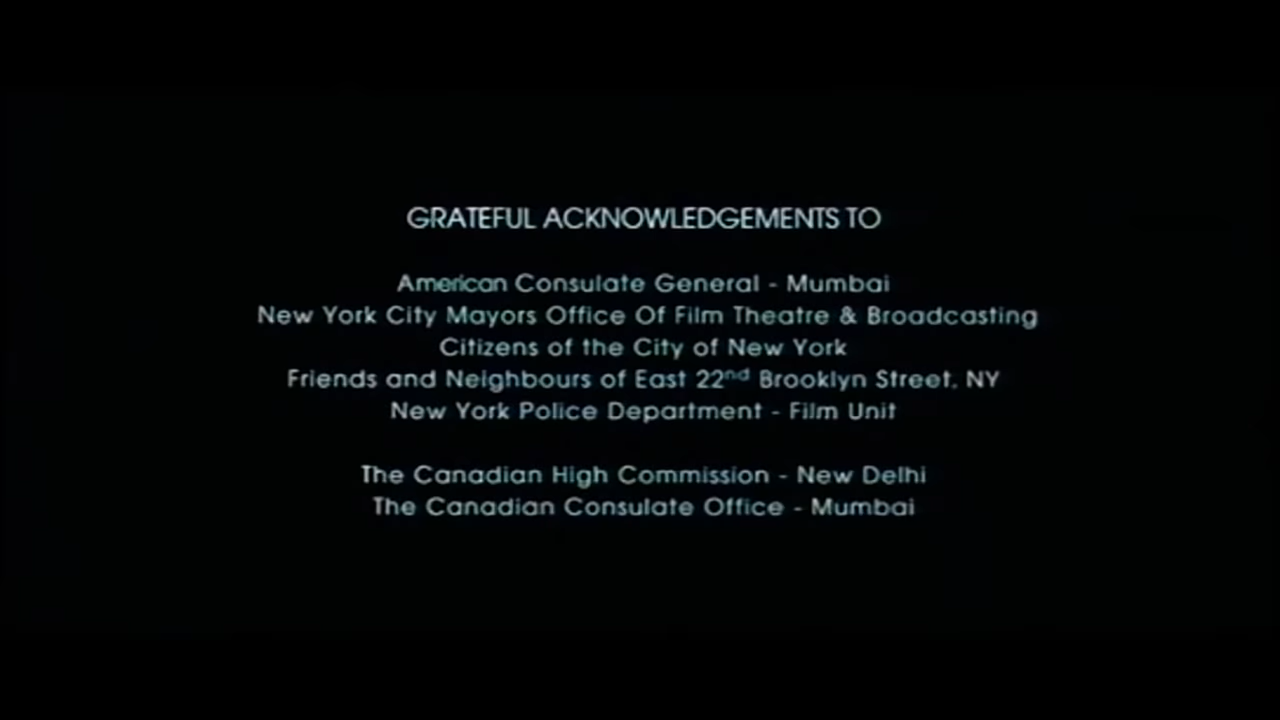 GRATEFUL ACKNOWLEDGEMENTS TO
American Consulate General - Mumbai
New York City Mayors Office Of Film Theatre & Broadcasting
Citizens of the City of New York
Friends and Neighbours of East 22nd Brooklyn Street, NY
New York Police Department - Film Unit
The Canadian High Commission - New Delhi
The Canadian Consulate Office - Mumbai